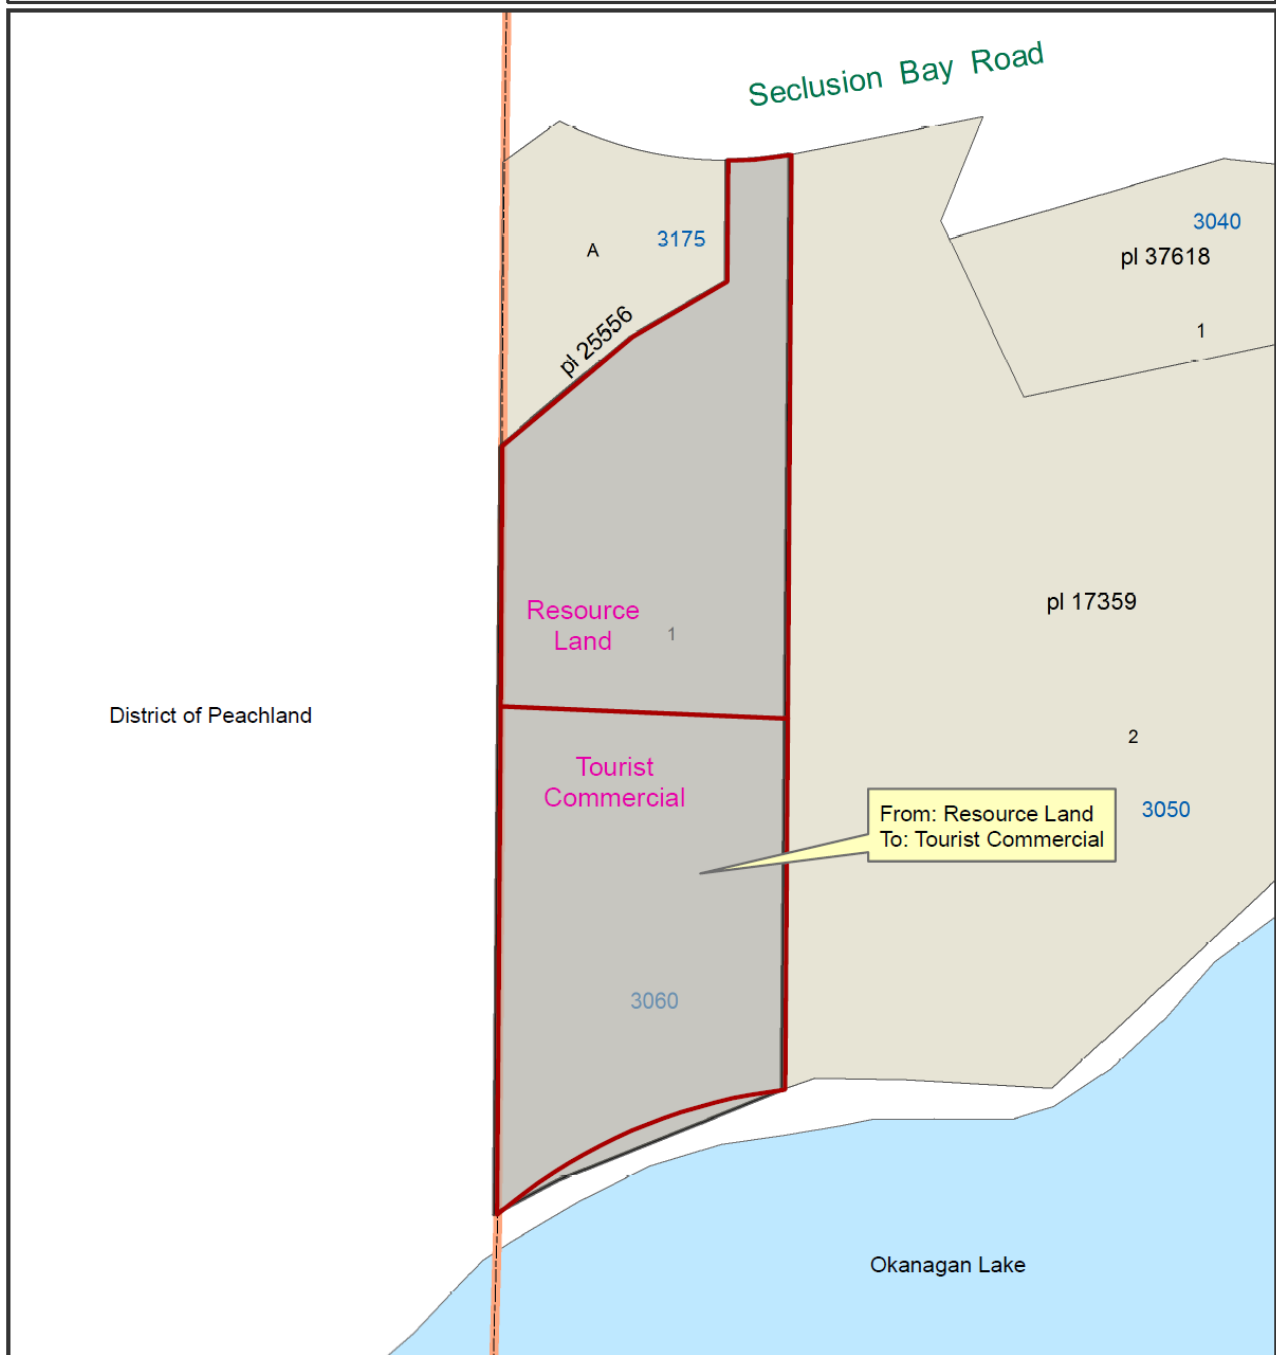 Seclusion Bay Road
3040
A
3175
pl 37618
pl 25556
1
pl 17359
Resource
Land
1
District of Peachland
2
Tourist
Commercial
From: Resource Land
To: Tourist Commercial
3050
3060
Okanagan Lake